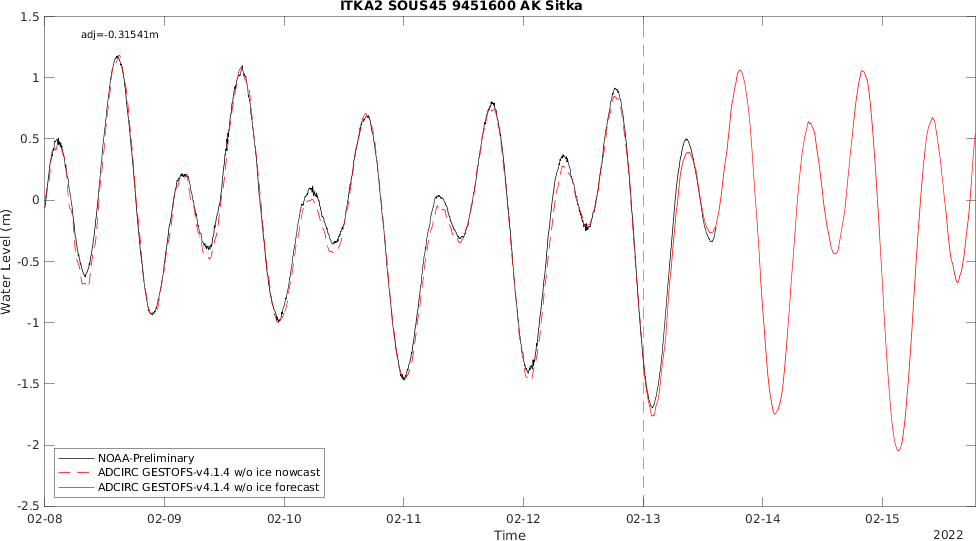 ITKA2 SOUS45 9451600 AK Sitka
adj=-0.31541m
1.5
1
0.5
0
-0.5
-1
-1.5
-2
-2.5
Water Level (m)
NOAA-Preliminary
ADCIRC GESTOFS-v4.1.4 w/o ice nowcast
ADCIRC GESTOFS-v4.1.4 w/o ice forecast
02-08 02-09 02-10 02-11 02-12 02-13 02-14 02-15
Time
2022